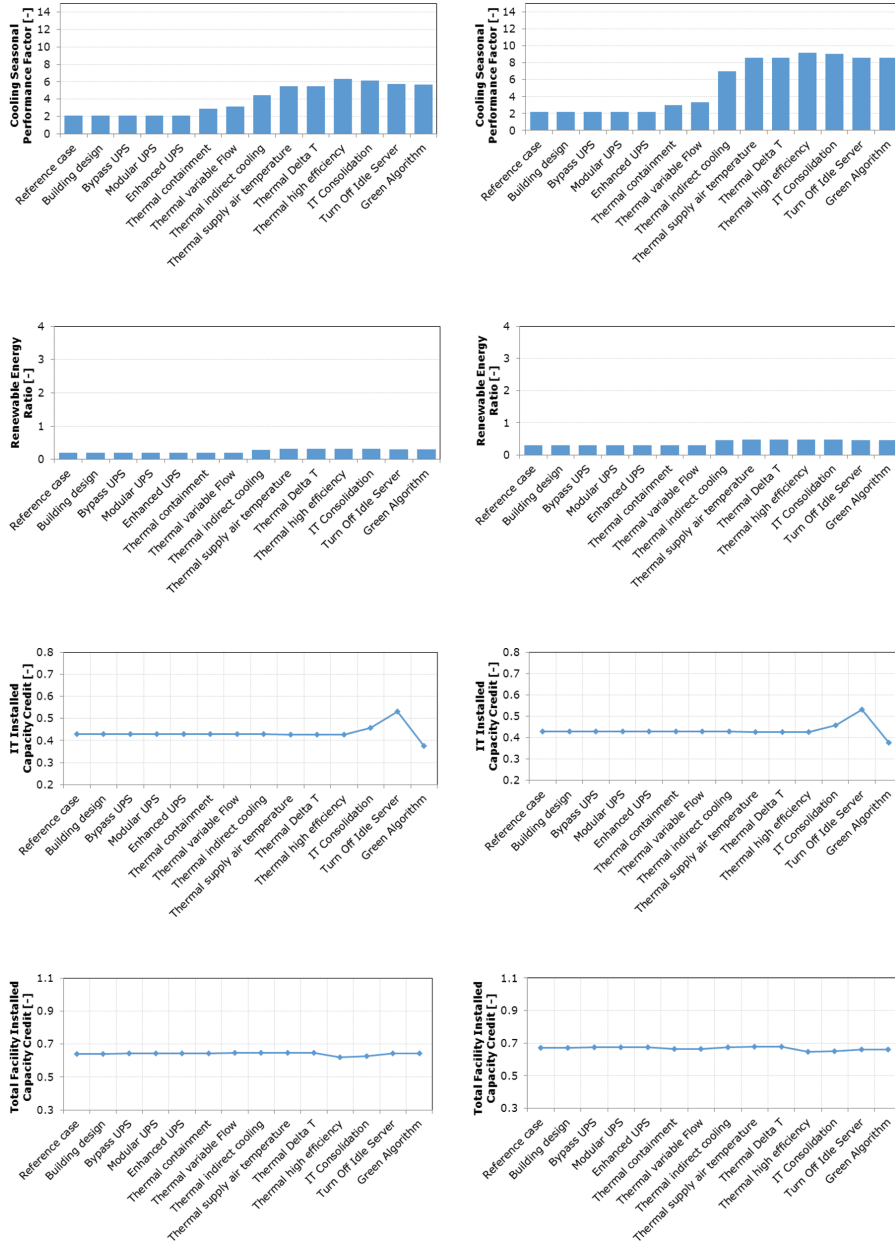 Cooling Seasonal
Performance Factor [-]
14
12
10
8
6
4
2
0
Reference case
Building design
Bypass UPS
Modular UPS
Enhanced UPS
Thermal containment
Thermal variable Flow
Thermal indirect cooling
Thermal supply air temperature
Thermal Delta T
Thermal high efficiency
IT Consolidation
Turn Off Idle Server
Green Algorithm
Cooling Seasonal
Performance Factor [-]
14
12
10
8
6
4
2
0
Reference case
Building design
Bypass UPS
Modular UPS
Enhanced UPS
Thermal containment
Thermal variable Flow
Thermal indirect cooling
Thermal supply air temperature
Thermal Delta T
Thermal high efficiency
IT Consolidation
Turn Off Idle Server
Green Algorithm
Renewable Energy
Ratio [-]
4
3
2
1
0
Reference case
Building design
Bypass UPS
Modular UPS
Enhanced UPS
Thermal containment
Thermal variable Flow
Thermal indirect cooling
Thermal supply air temperature
Thermal Delta T
Thermal high efficiency
IT Consolidation
Turn Off Idle Server
Green Algorithm
Renewable Energy
Ratio [-]
4
3
2
1
0
Reference case
Building design
Bypass UPS
Modular UPS
Enhanced UPS
Thermal containment
Thermal variable Flow
Thermal indirect cooling
Thermal supply air temperature
Thermal Delta T
Thermal high efficiency
IT Consolidation
Turn Off Idle Server
Green Algorithm
IT Installed
Capacity Credit [-]
0.8
0.7
0.6
0.5
0.4
0.3
0.2
Reference case
Building design
Bypass UPS
Modular UPS
Enhanced UPS
Thermal containment
Thermal variable Flow
Thermal indirect cooling
Thermal supply air temperature
Thermal Delta T
Thermal high efficiency
IT Consolidation
Turn Off Idle Server
Green Algorithm
IT Installed
Capacity Credit [-]
0.8
0.7
0.6
0.5
0.4
0.3
0.2
Reference case
Building design
Bypass UPS
Modular UPS
Enhanced UPS
Thermal containment
Thermal variable Flow
Thermal indirect cooling
Thermal supply air temperature
Thermal Delta T
Thermal high efficiency
IT Consolidation
Turn Off Idle Server
Green Algorithm
Total Facility Installed
Capacity Credit [-]
1.1
0.9
0.7
0.5
0.3
Reference case
Building design
Bypass UPS
Modular UPS
Enhanced UPS
Thermal containment
Thermal variable Flow
Thermal indirect cooling
Thermal supply air temperature
Thermal Delta T
Thermal high efficiency
IT Consolidation
Turn Off Idle Server
Green Algorithm
Total Facility Installed
Capacity Credit [-]
1.1
0.9
0.7
0.5
0.3
Reference case
Building design
Bypass UPS
Modular UPS
Enhanced UPS
Thermal containment
Thermal variable Flow
Thermal indirect cooling
Thermal supply air temperature
Thermal Delta T
Thermal high efficiency
IT Consolidation
Turn Off Idle Server
Green Algorithm